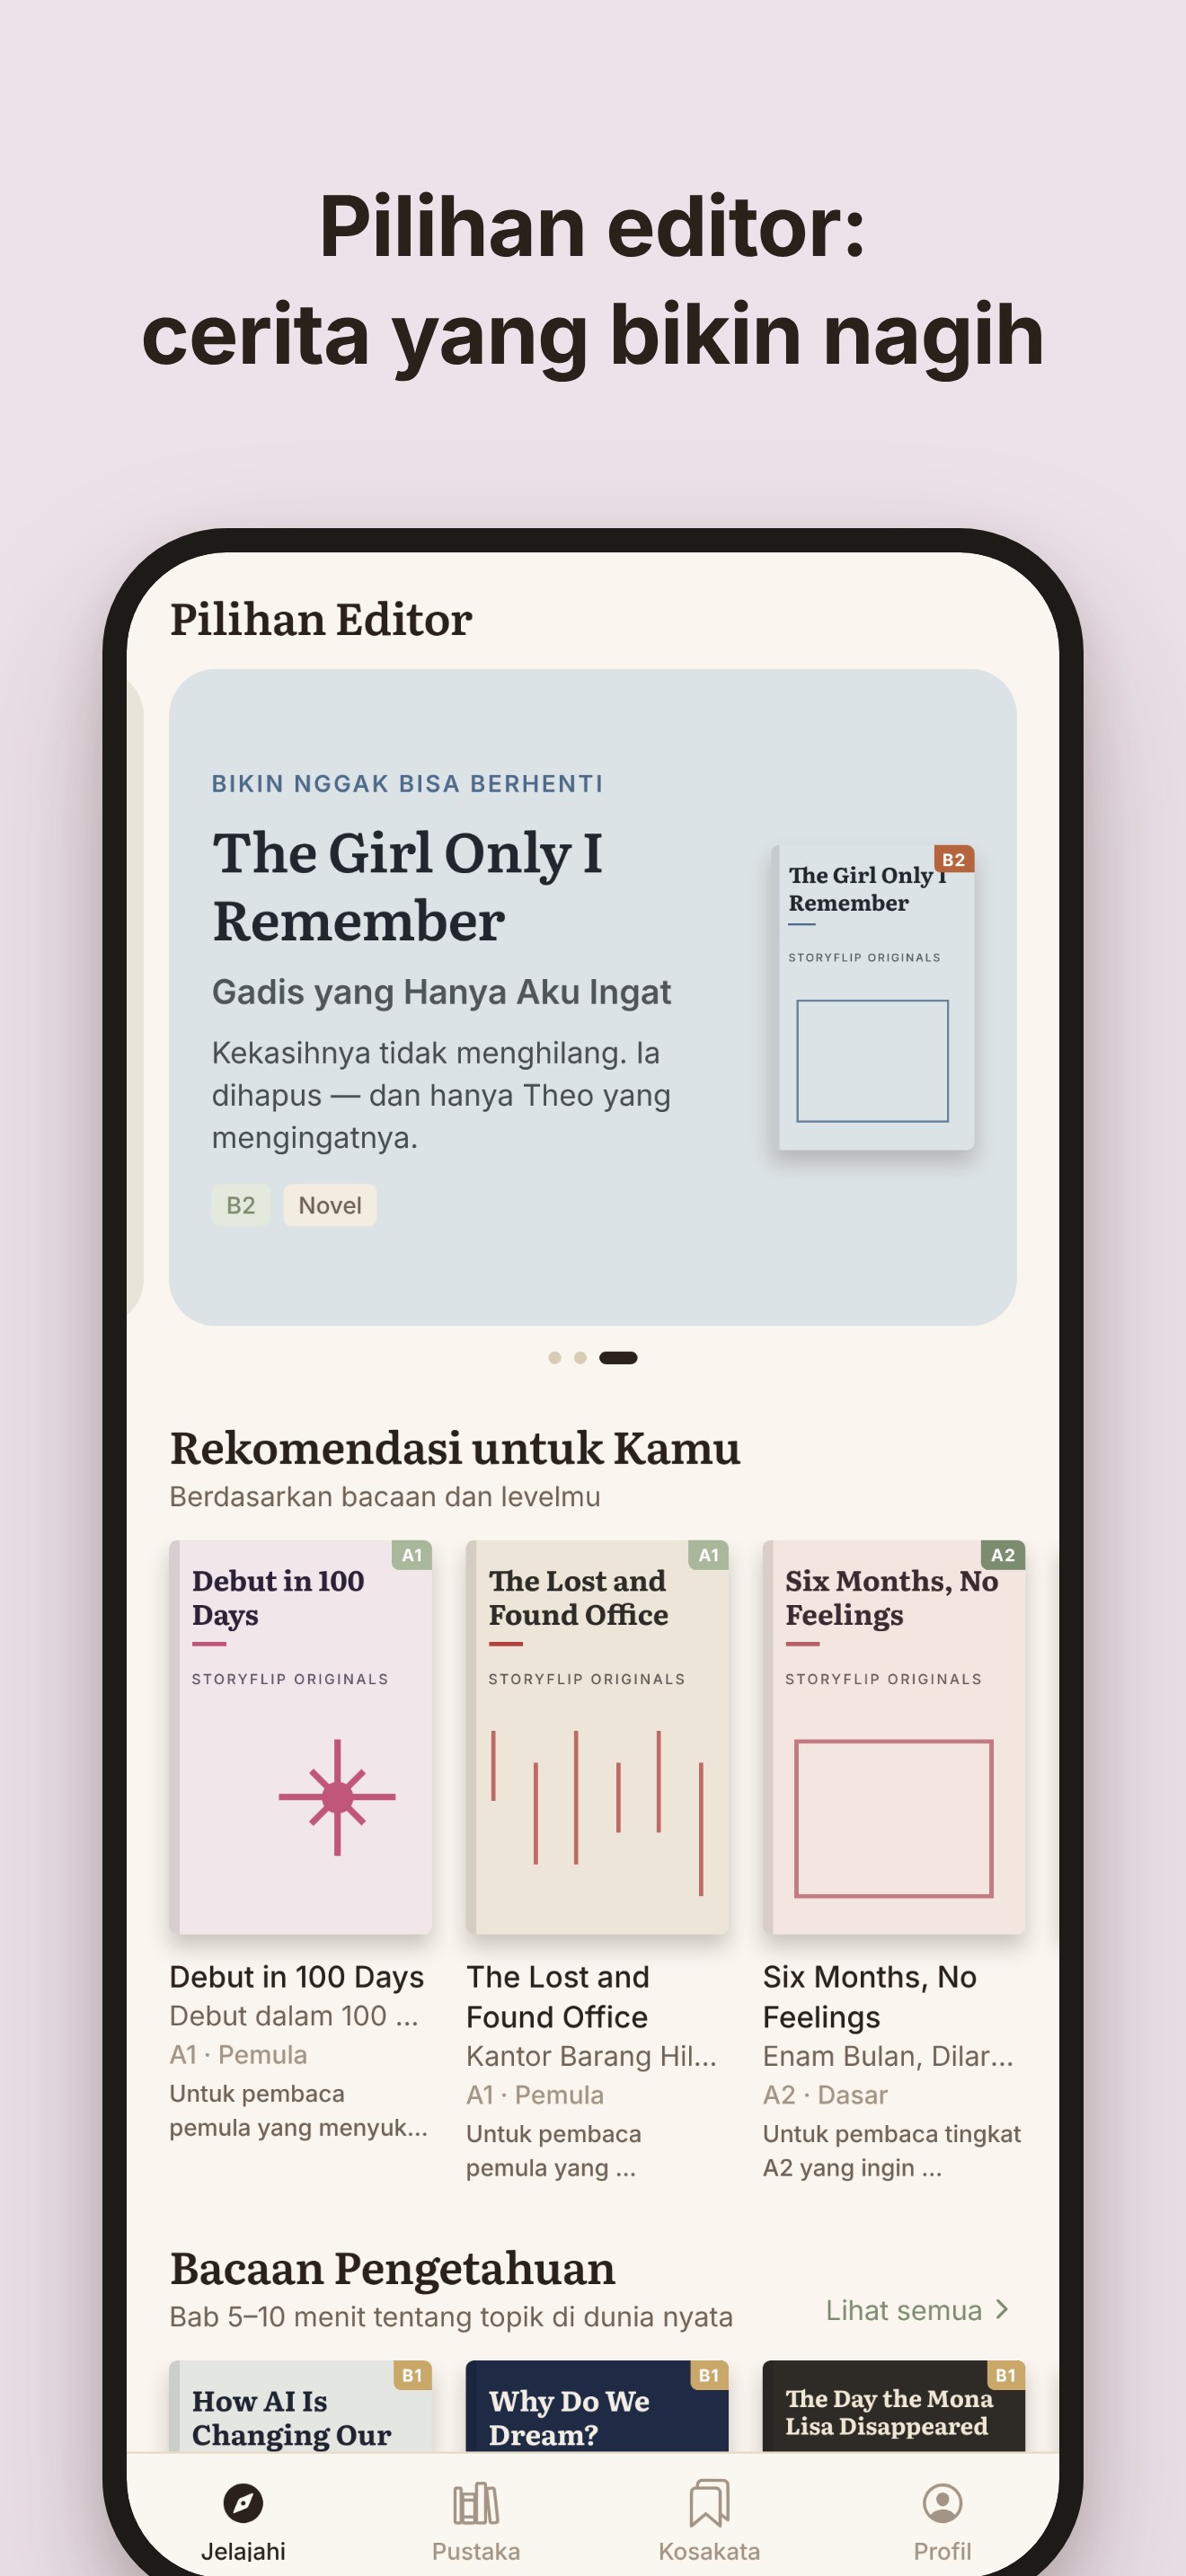 Pilihan editor:
cerita yang bikin nagih
Pilihan Editor
BIKIN NGGAK BISA BERHENTI
The Girl Only I
Remember
Gadis yang Hanya Aku Ingat
Kekasihnya tidak menghilang. Ia
dihapus — dan hanya Theo yang
mengingatnya.
B2
Novel
B2
The Girl Only I
Remember
STORYFLIP ORIGINALS
Rekomendasi untuk Kamu
Berdasarkan bacaan dan levelmu
A1
Debut in 100
Days
STORYFLIP ORIGINALS
Debut in 100 Days
Debut dalam 100 ...
A1 · Pemula
Untuk pembaca
pemula yang menyuk...
A1
The Lost and
Found Office
STORYFLIP ORIGINALS
The Lost and
Found Office
Kantor Barang Hil...
A1 · Pemula
Untuk pembaca
pemula yang ...
A2
Six Months, No
Feelings
STORYFLIP ORIGINALS
Six Months, No
Feelings
Enam Bulan, Dilar...
A2 · Dasar
Untuk pembaca tingkat
A2 yang ingin ...
Bacaan Pengetahuan
Bab 5–10 menit tentang topik di dunia nyata
Lihat semua
B1
How AI Is
Changing Our
B1
Why Do We
Dream?
B1
The Day the Mona
Lisa Disappeared
Jelajahi
Pustaka
Kosakata
Profil